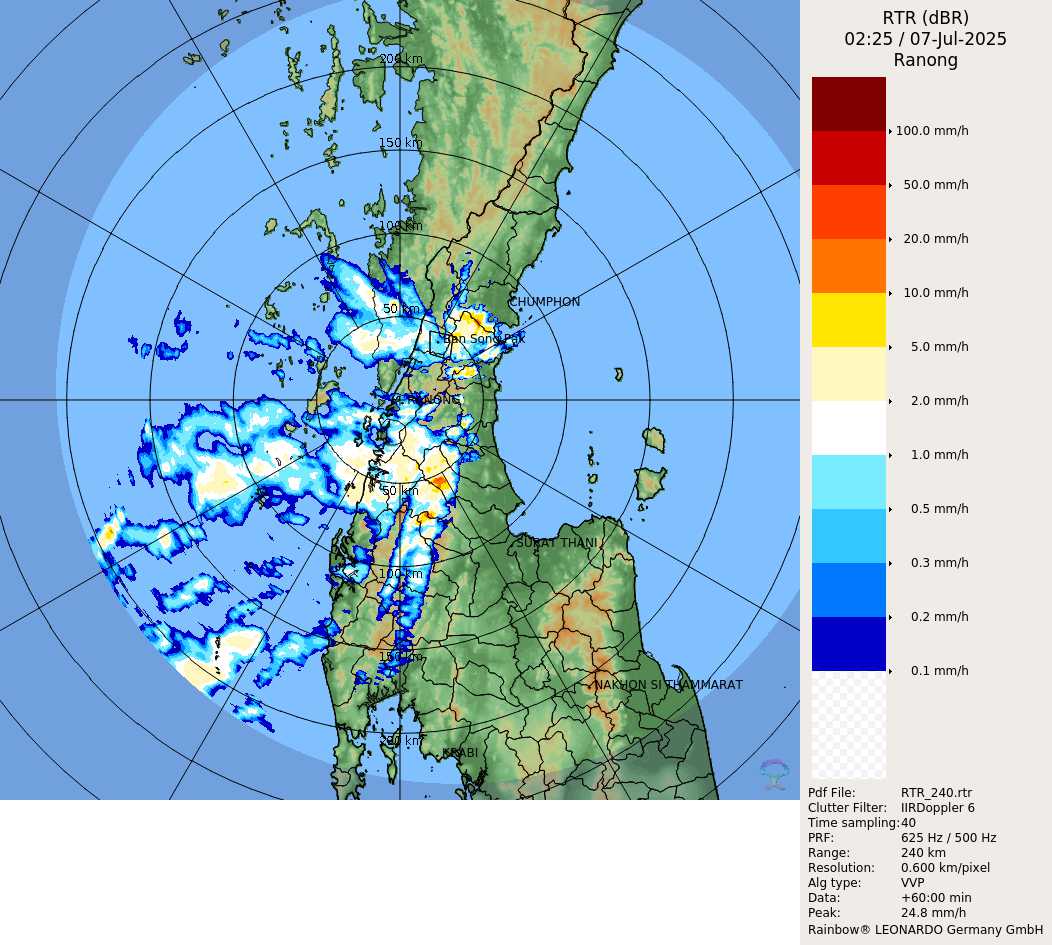 RTR (dBR)
02:25 / 07-Jul-2025
Ranong
100.0 mm/h
50.0 mm/h
20.0 mm/h
10.0 mm/h
5.0 mm/h
2.0 mm/h
1.0 mm/h
0.5 mm/h
0.3 mm/h
0.2 mm/h
0.1 mm/h
200 km
150 km
100 km
50 km
CHUMPHON
Ban Song Pak
RANONG
50 km
SURAT THANI
100 km
150 km
NAKHON SI THAMMARAT
200 km
KRABI
Pdf File: RTR_240.rtr
Clutter Filter: IIRDoppler 6
Time sampling:40
PRF: 625 Hz / 500 Hz
Range: 240 km
Resolution: 0.600 km/pixel
Alg type: VVP
Data: +60:00 min
Peak: 24.8 mm/h
Rainbow® LEONARDO Germany GmbH